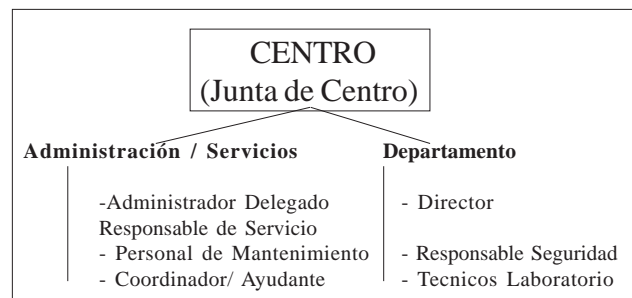 CENTRO
(Junta de Centro)
Administración / Servicios
-Administrador Delegado
Responsable de Servicio
- Personal de Mantenimiento
- Coordinador/ Ayudante
Departamento
- Director
- Responsable Seguridad
- Tecnicos Laboratorio